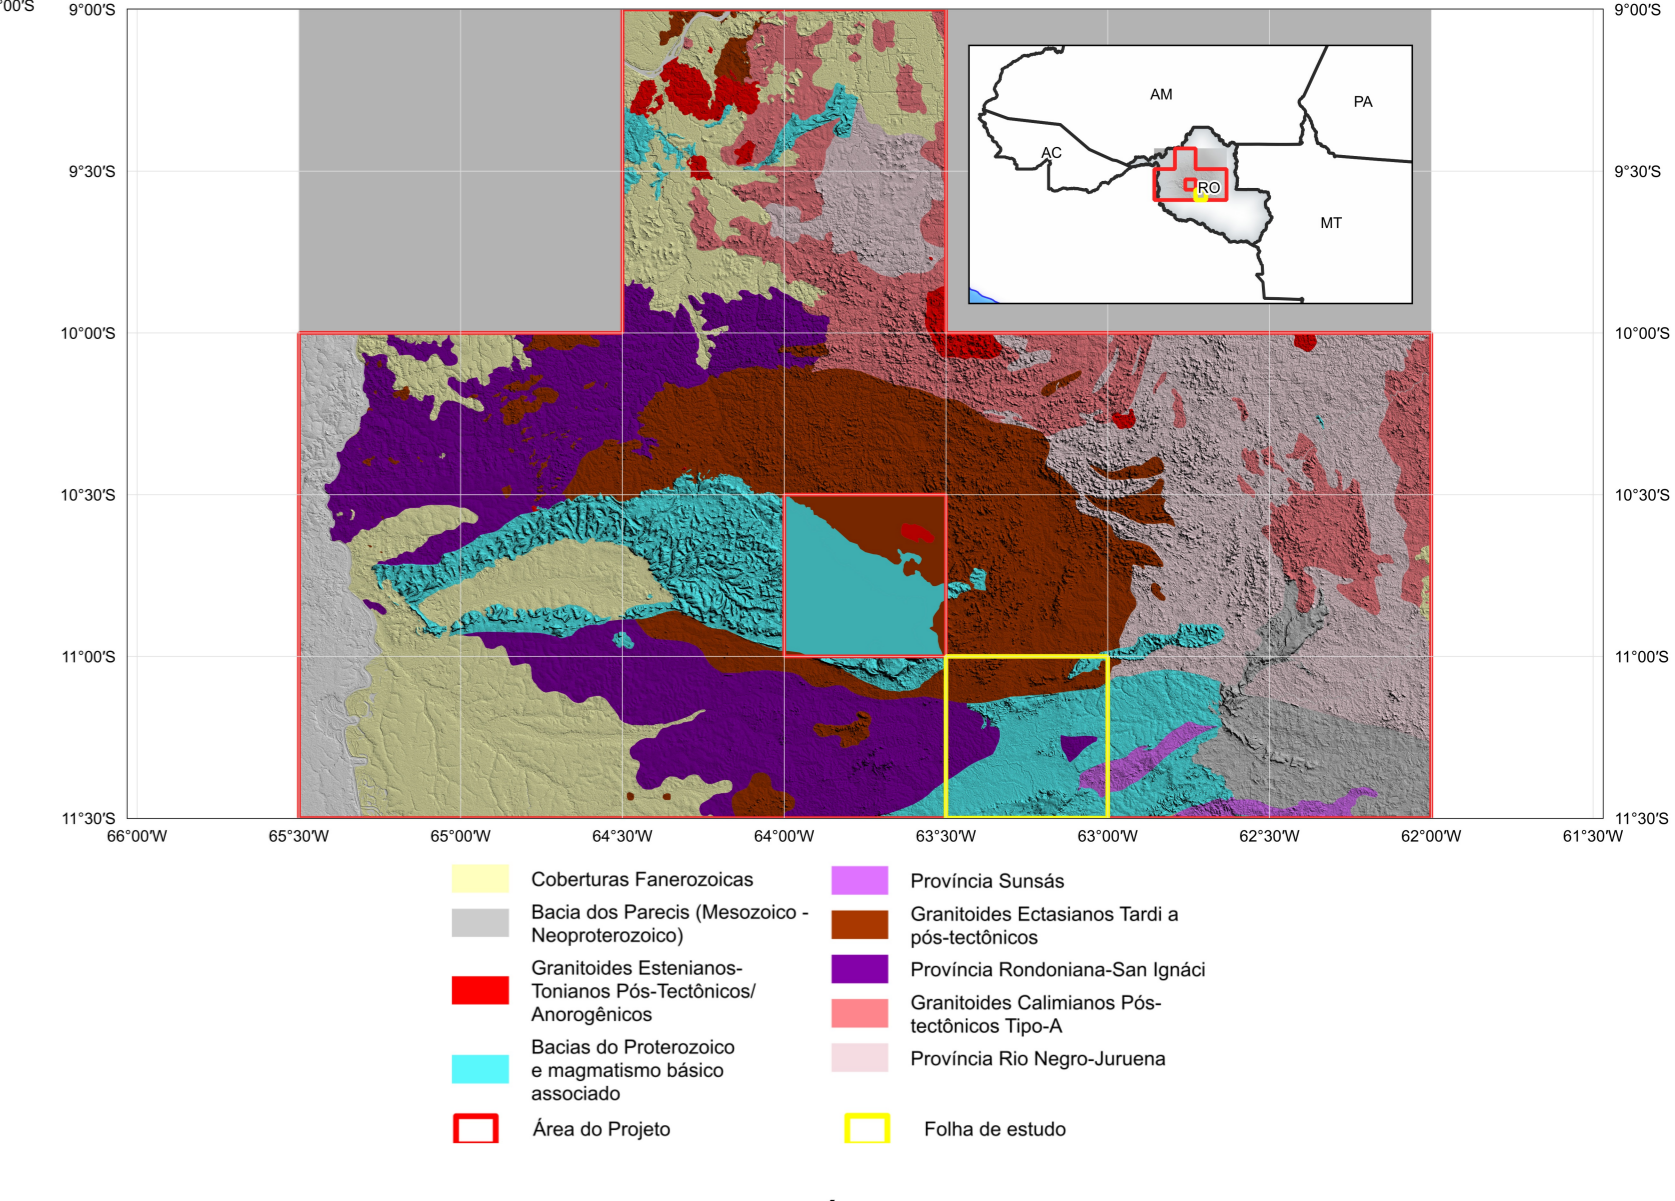 00'S
9°00'S
9°00'S
AM
PA
AC
RO
MT
9°30'S
9°30'S
10°00'S
10°00'S
10°30'S
10°30'S
11°00'S
11°00'S
11°30'S
11°30'S
66°00'W
65°30'W
65°00'W
64°30'W
64°00'W
63°30'W
63°00'W
62°30'W
62°00'W
61°30'W
Coberturas Fanerozoicas
Bacia dos Parecis (Mesozoico -
Neoproterozoico)
Granitoides Estenianos-
Tonianos Pós-Tectônicos/
Anorogênicos
Bacias do Proterozoico
e magmatismo básico
associado
Área do Projeto
Província Sunsás
Granitoides Ectasianos Tardi a
pós-tectônicos
Província Rondoniana-San Ignáci
Granitoides Calimianos Pós-
tectônicos Tipo-A
Província Rio Negro-Juruena
Folha de estudo